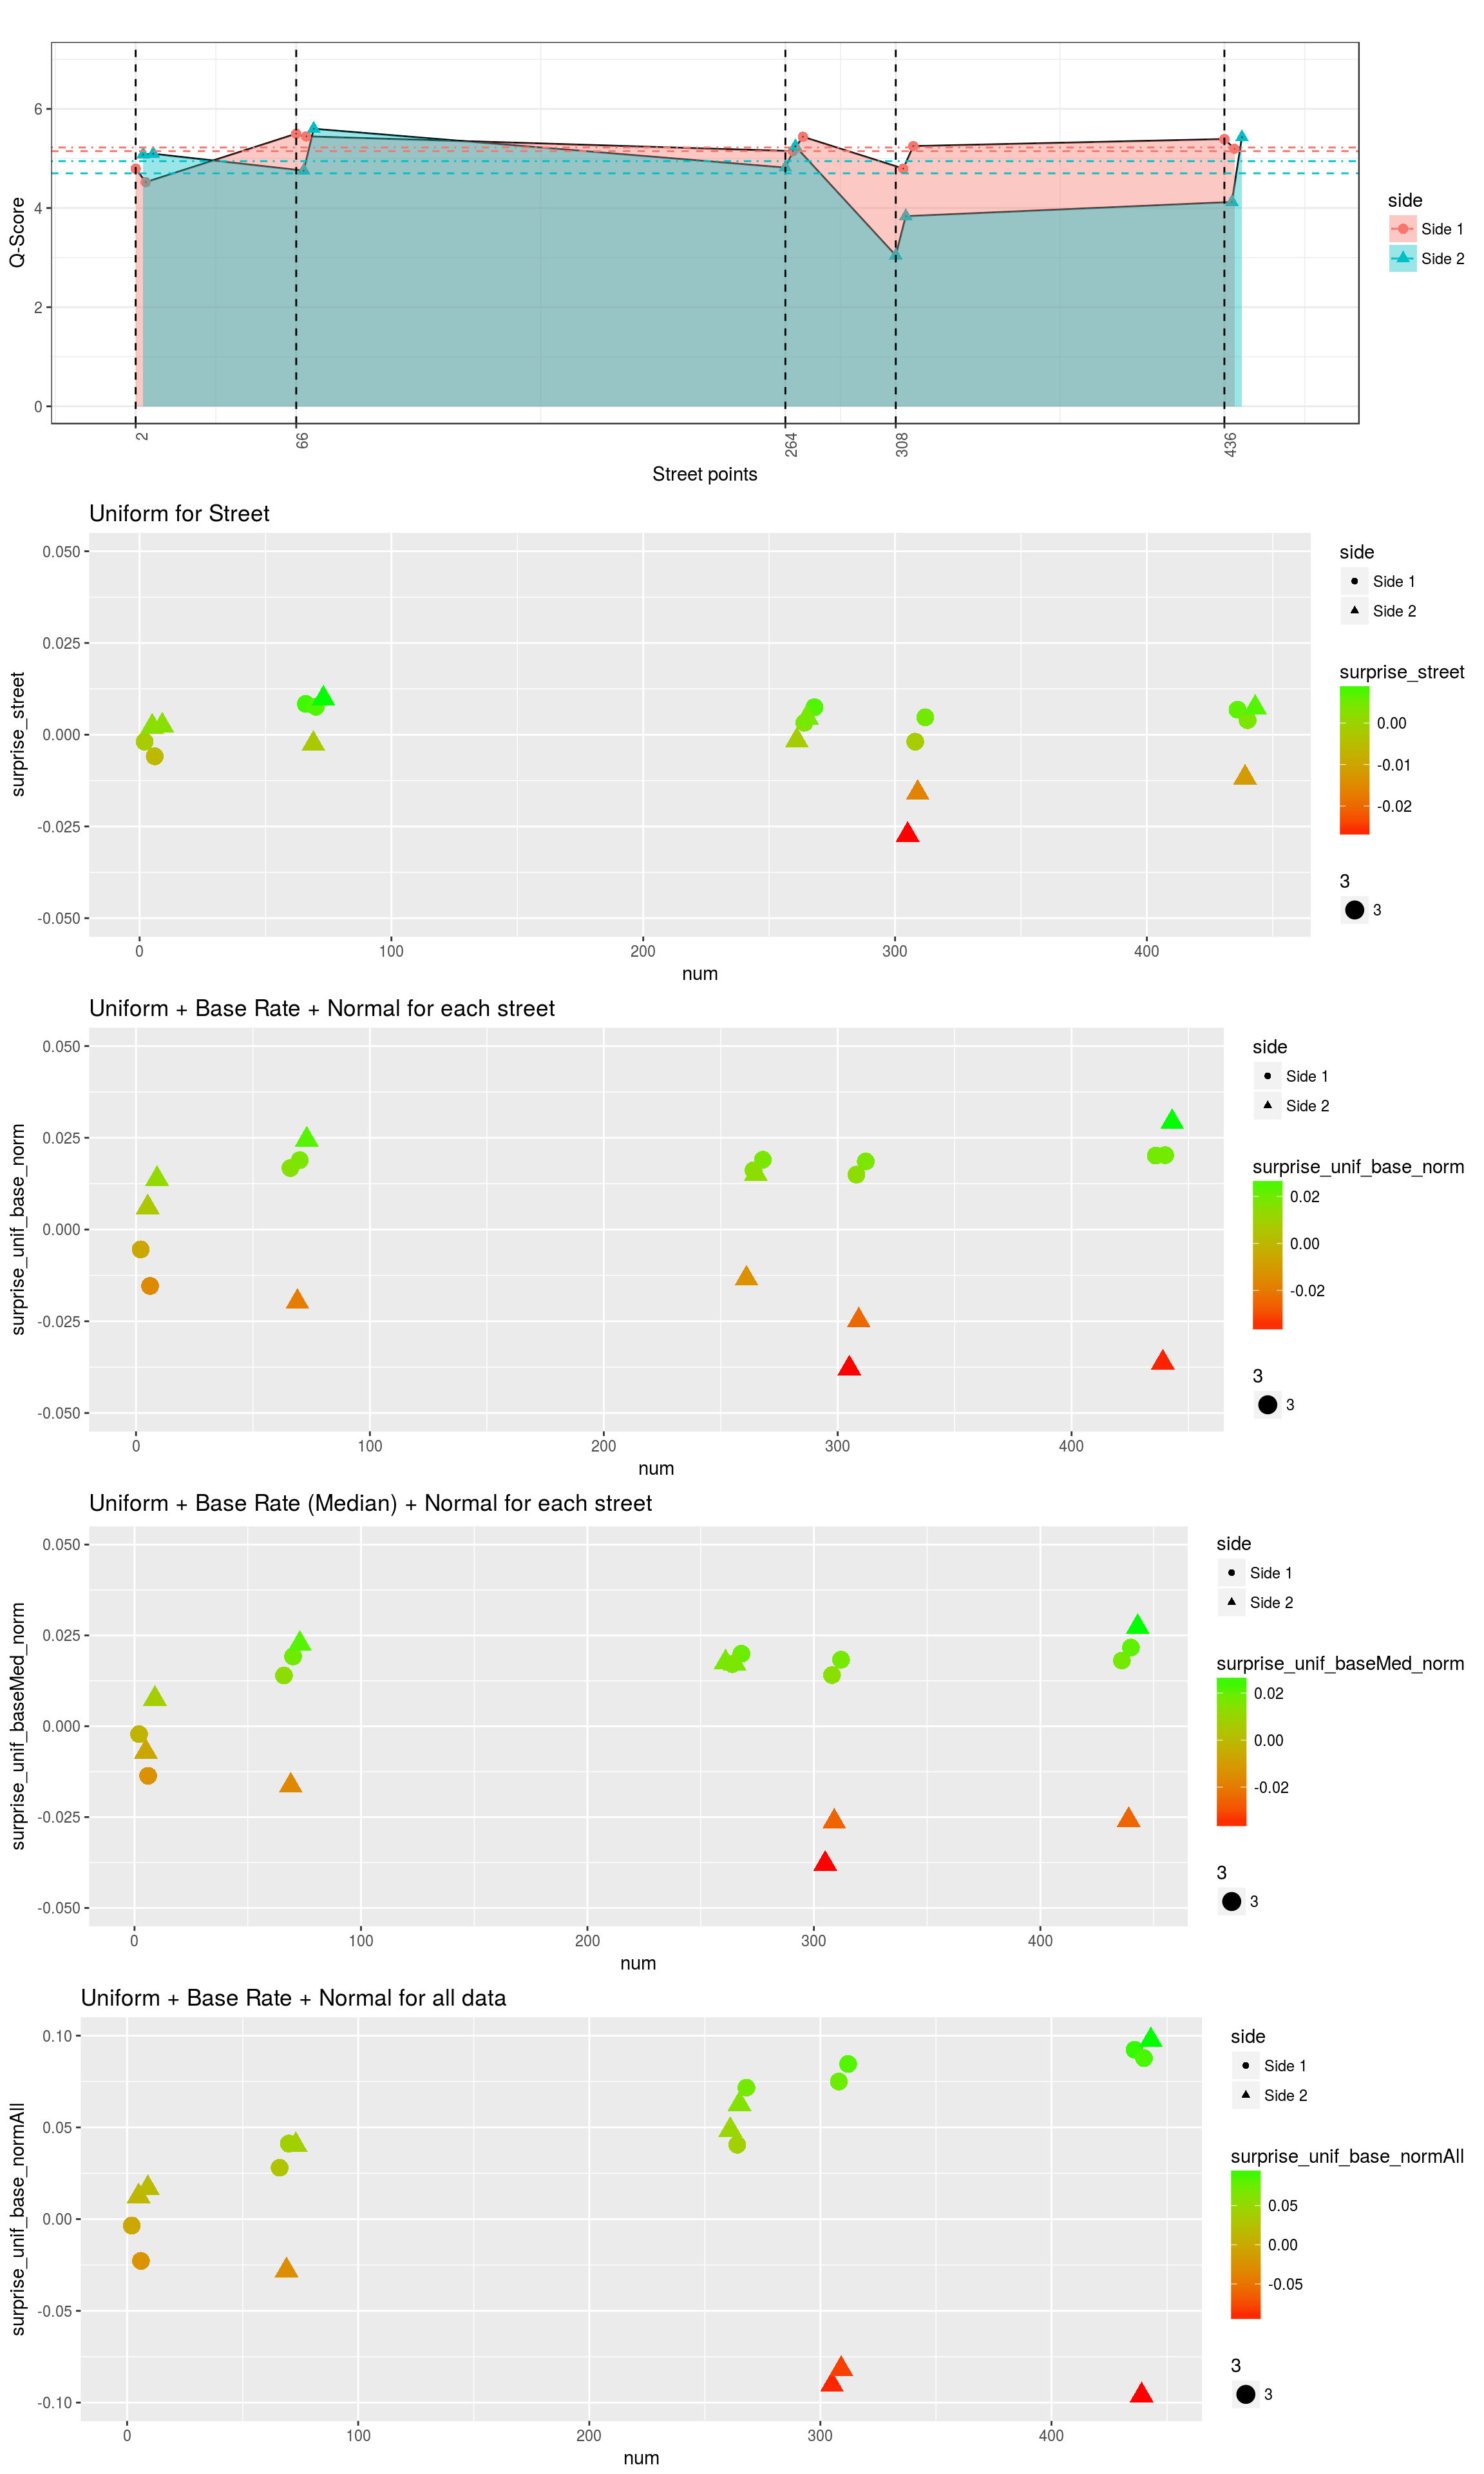 6
4
2
0
Q-Score
2
66
264
308
436
Street points
side
Side 1
Side 2
Uniform for Street
0.050
0.025
0.000
-0.025
-0.050
surprise_street
0
100
200
300
400
num
side
Side 1
Side 2
surprise_street
0.00
-0.01
-0.02
3
3
Uniform + Base Rate + Normal for each street
0.050
0.025
0.000
-0.025
-0.050
surprise_unif_base_norm
0
100
200
300
400
num
side
Side 1
Side 2
surprise_unif_base_norm
0.02
0.00
-0.02
3
3
Uniform + Base Rate (Median) + Normal for each street
0.050
0.025
0.000
-0.025
-0.050
surprise_unif_baseMed_norm
0
100
200
300
400
num
side
Side 1
Side 2
surprise_unif_baseMed_norm
0.02
0.00
-0.02
3
3
Uniform + Base Rate + Normal for all data
0.10
0.05
0.00
-0.05
-0.10
surprise_unif_base_normAll
0
100
200
300
400
num
side
Side 1
Side 2
surprise_unif_base_normAll
0.05
0.00
-0.05
3
3